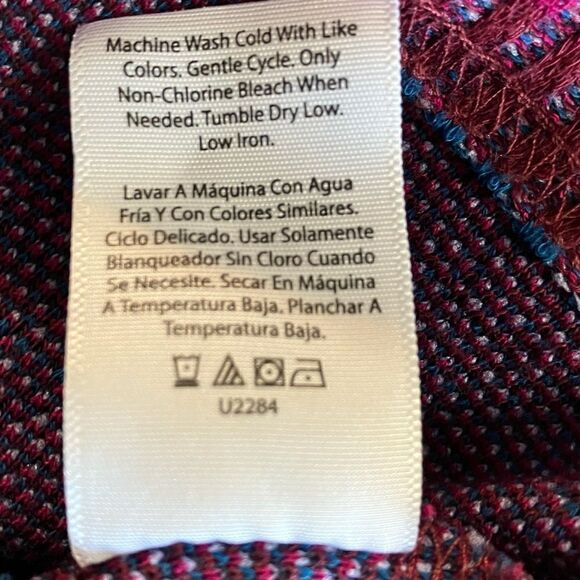 Machine Wash Cold With Like
Colors. Gentle Cycle. Only
Non-Chlorine Bleach When
Needed. Tumble Dry Low.
Low Iron.
Lavar A Máquina Con Agua
Fría Y Con Colores Similares.
Ciclo Delicado. Usar Solamente
Blanqueador Sin Cloro Cuando
Se Necesite. Secar En Máquina
A Temperatura Baja. Planchar A
Temperatura Baja.
U2284